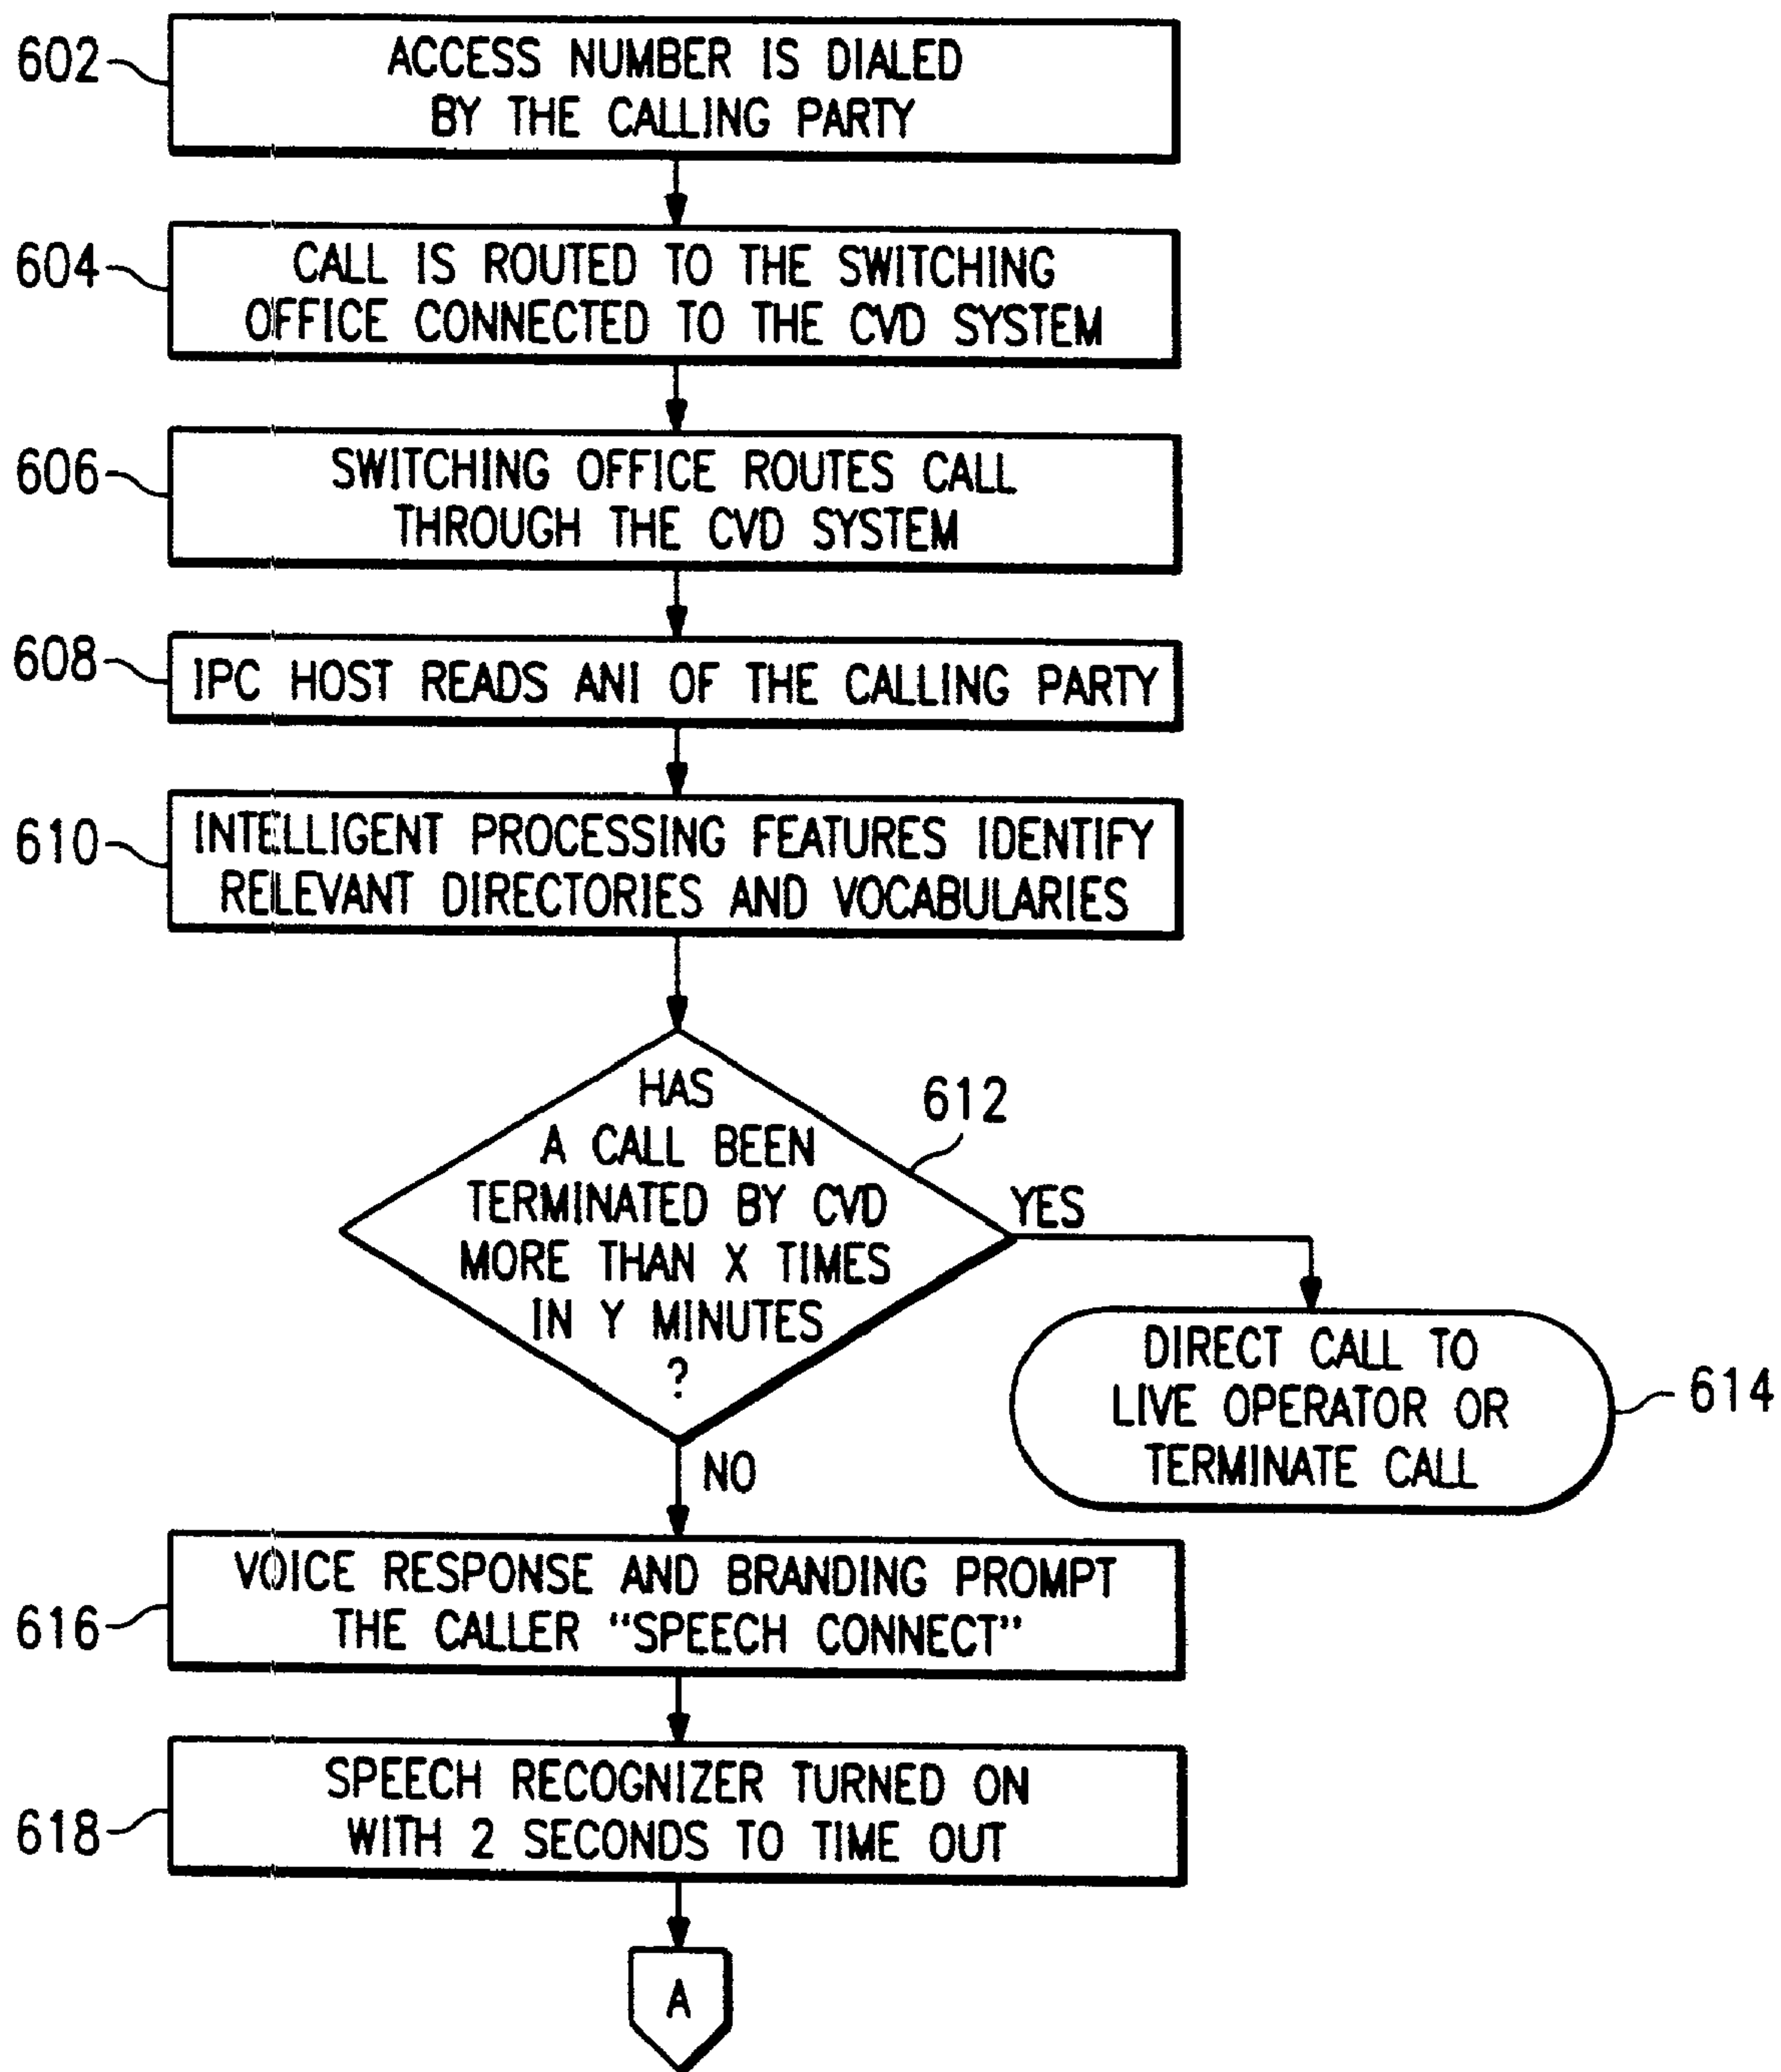 602
ACCESS NUMBER IS DIALED
BY THE CALLING PARTY
604
CALL IS ROUTED TO THE SWITCHING
OFFICE CONNECTED TO THE CVD SYSTEM
606
SWITCHING OFFICE ROUTES CALL
THROUGH THE CVD SYSTEM
608
IPC HOST READS ANI OF THE CALLING PARTY
610
INTELLIGENT PROCESSING FEATURES IDENTIFY
RELEVANT DIRECTORIES AND VOCABULARIES
612
HAS
A CALL BEEN
TERMINATED BY CVD
MORE THAN X TIMES
IN Y MINUTES
?
YES
DIRECT CALL TO
LIVE OPERATOR OR
TERMINATE CALL
614
NO
616
VOICE RESPONSE AND BRANDING PROMPT
THE CALLER “SPEECH CONNECT”
618
SPEECH RECOGNIZER TURNED ON
WITH 2 SECONDS TO TIME OUT
A